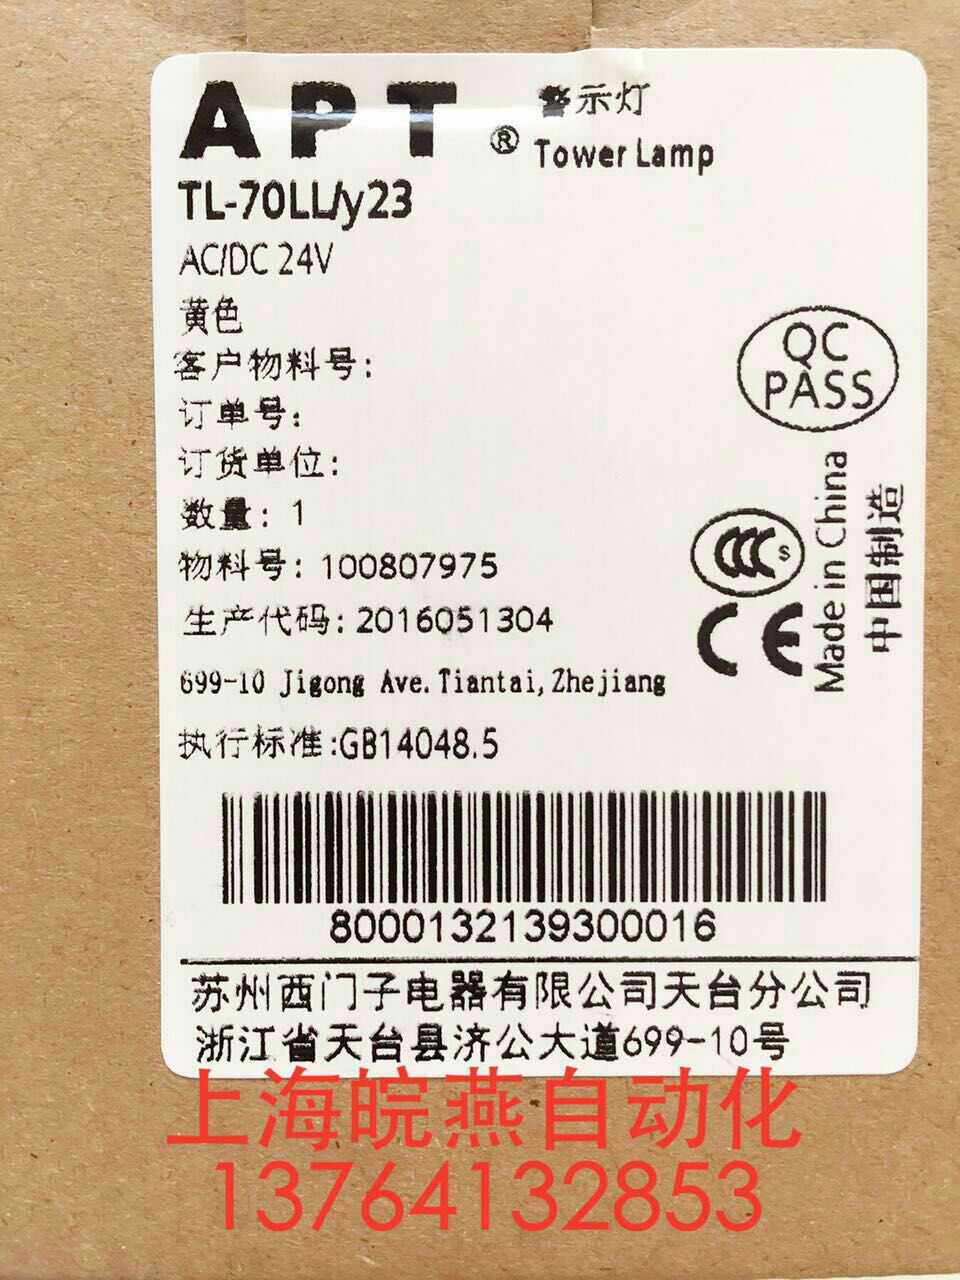 APT ® 警示灯
Tower Lamp
TL-70LL/y23
AC/DC 24V
黄色
客户物料号:
订单号:
订货单位:
数量: 1
物料号: 100807975
生产代码: 2016051304
699-10 Jigong Ave. Tiantai, Zhejiang
执行标准:GB14048.5
QC
PASS
CCC S
CE
Made in China
中国制造
8000132139300016
苏州西门子电器有限公司天台分公司
浙江省天台县济公大道699-10号
上海皖燕自动化
13764132853